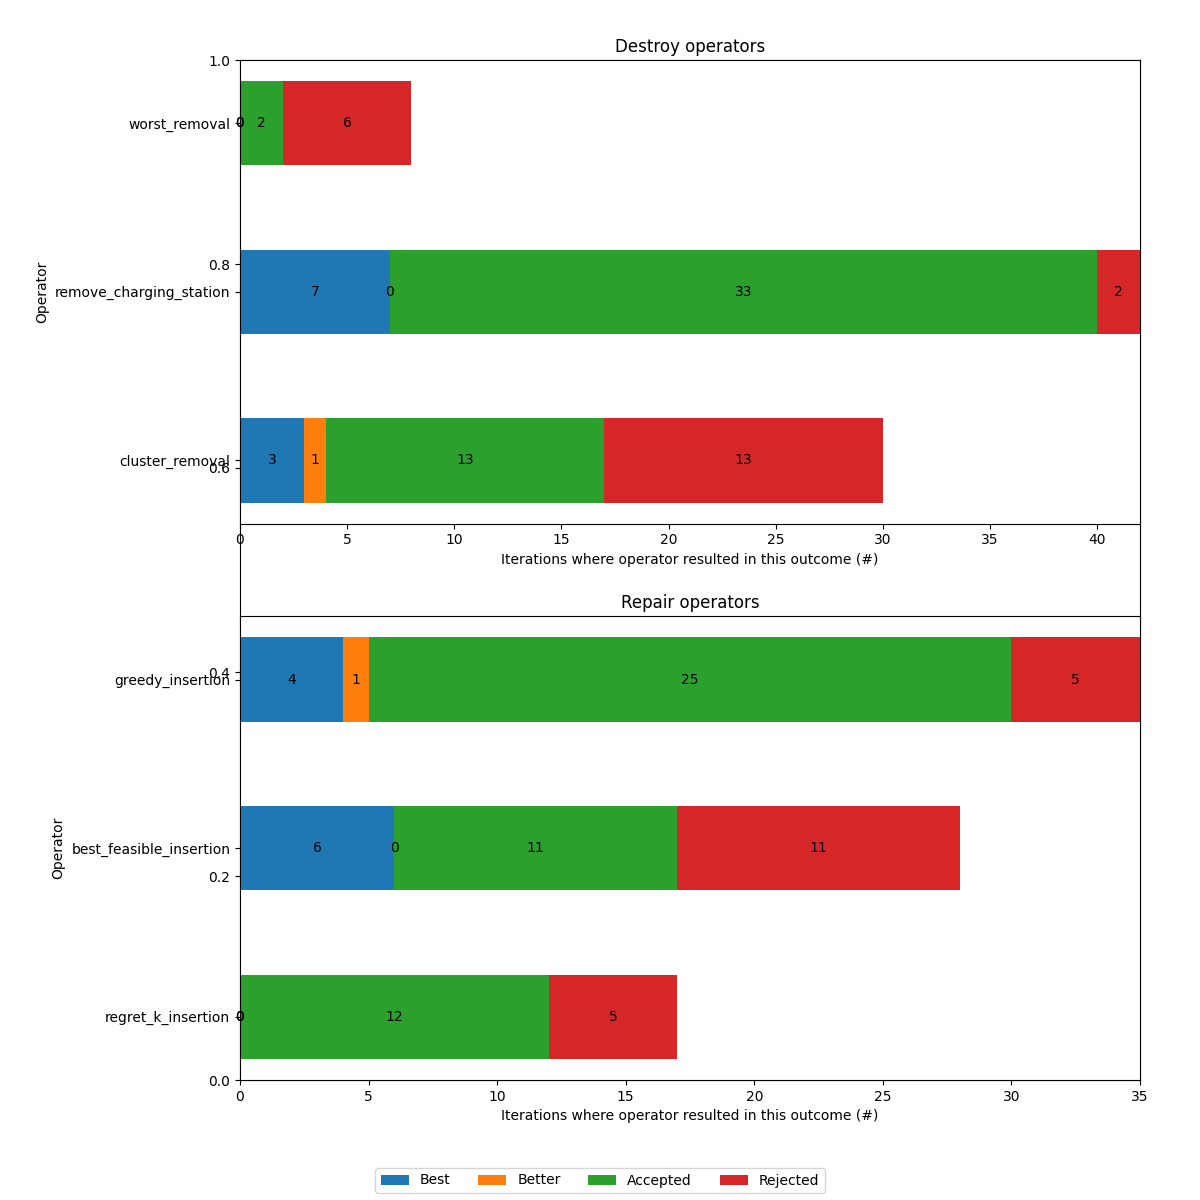 Destroy operators
1.0
worst_removal 0 0 2 6
Operator
0.8
remove_charging_station 7 0 33 2
cluster_removal 3 1 13 13
0.6
0 5 10 15 20 25 30 35 40
Iterations where operator resulted in this outcome (#)
Repair operators
0.4
greedy_insertion 4 1 25 5
Operator
best_feasible_insertion 6 0 11 11
0.2
regret_k_insertion 0 0 12 5
0.0
0 5 10 15 20 25 30 35
Iterations where operator resulted in this outcome (#)
Best Better Accepted Rejected